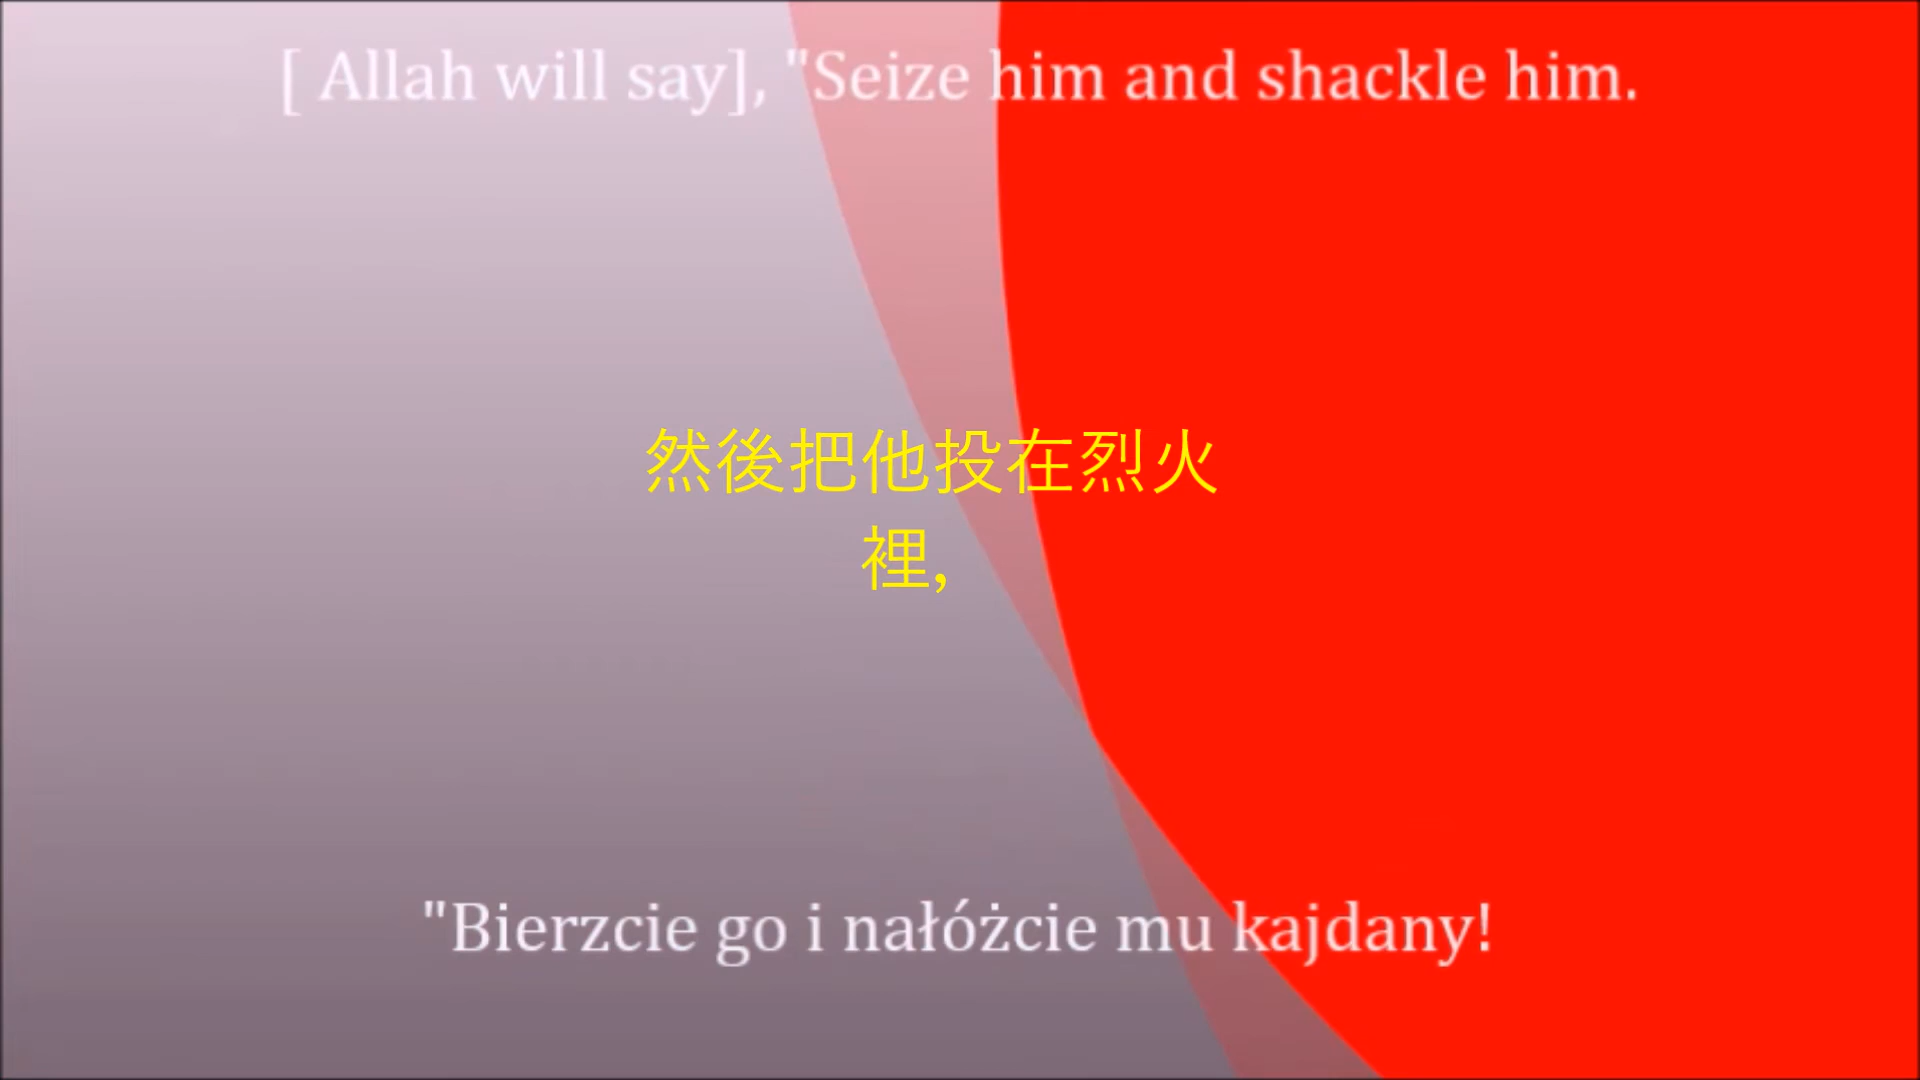 [ Allah will say], "Seize him and shackle him.
然後把他投在烈火
裡,
"Bierzcie go i nałóżcie mu kajdany!